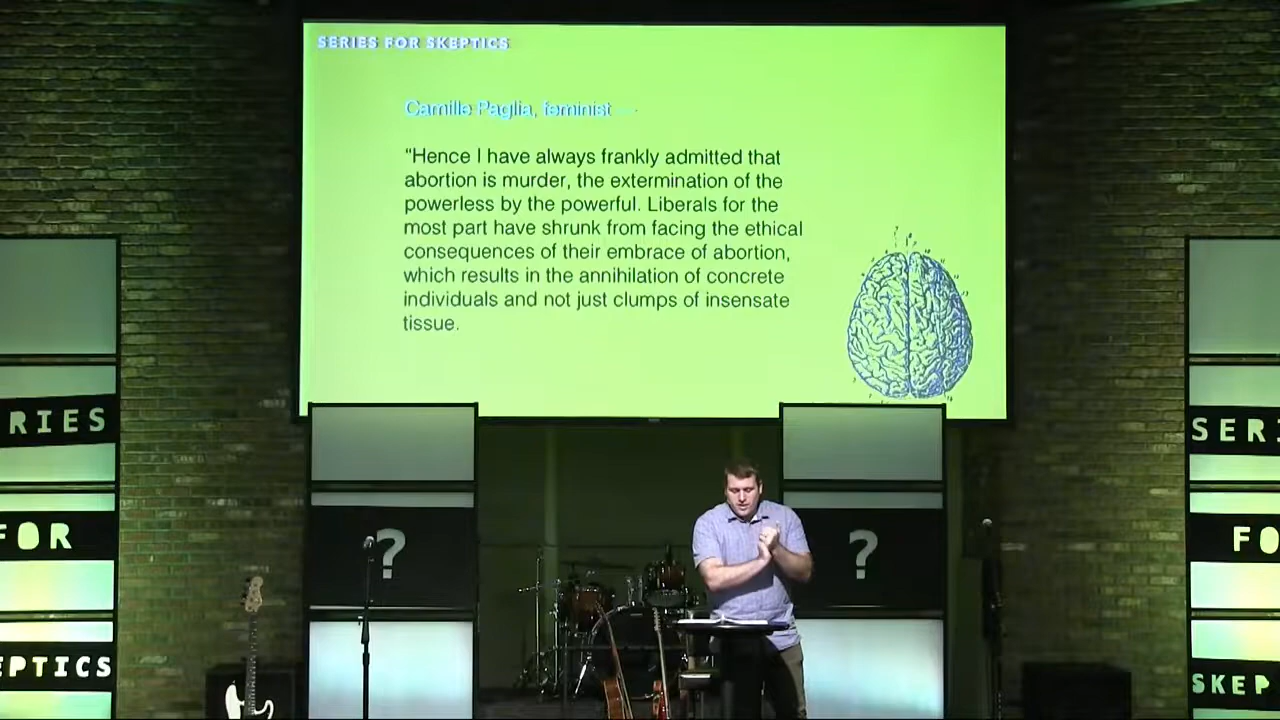 SERIES FOR SKEPTICS
Camille Paglia, feminist
"Hence I have always frankly admitted that
abortion is murder, the extermination of the
powerless by the powerful. Liberals for the
most part have shrunk from facing the ethical
consequences of their embrace of abortion,
which results in the annihilation of concrete
individuals and not just clumps of insensate
tissue.
RIES
FOR
EPTICS
?
?
SERI
FO
SKEP